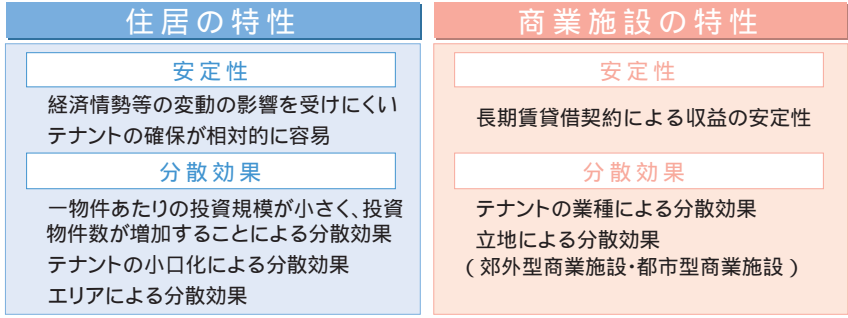 住居の特性
安定性
経済情勢等の変動の影響を受けにくい
テナントの確保が相対的に容易
分散効果
一物件あたりの投資規模が小さく、投資
物件数が増加することによる分散効果
テナントの小口化による分散効果
エリアによる分散効果
商業施設の特性
安定性
長期賃貸借契約による収益の安定性
分散効果
テナントの業種による分散効果
立地による分散効果
(郊外型商業施設・都市型商業施設)